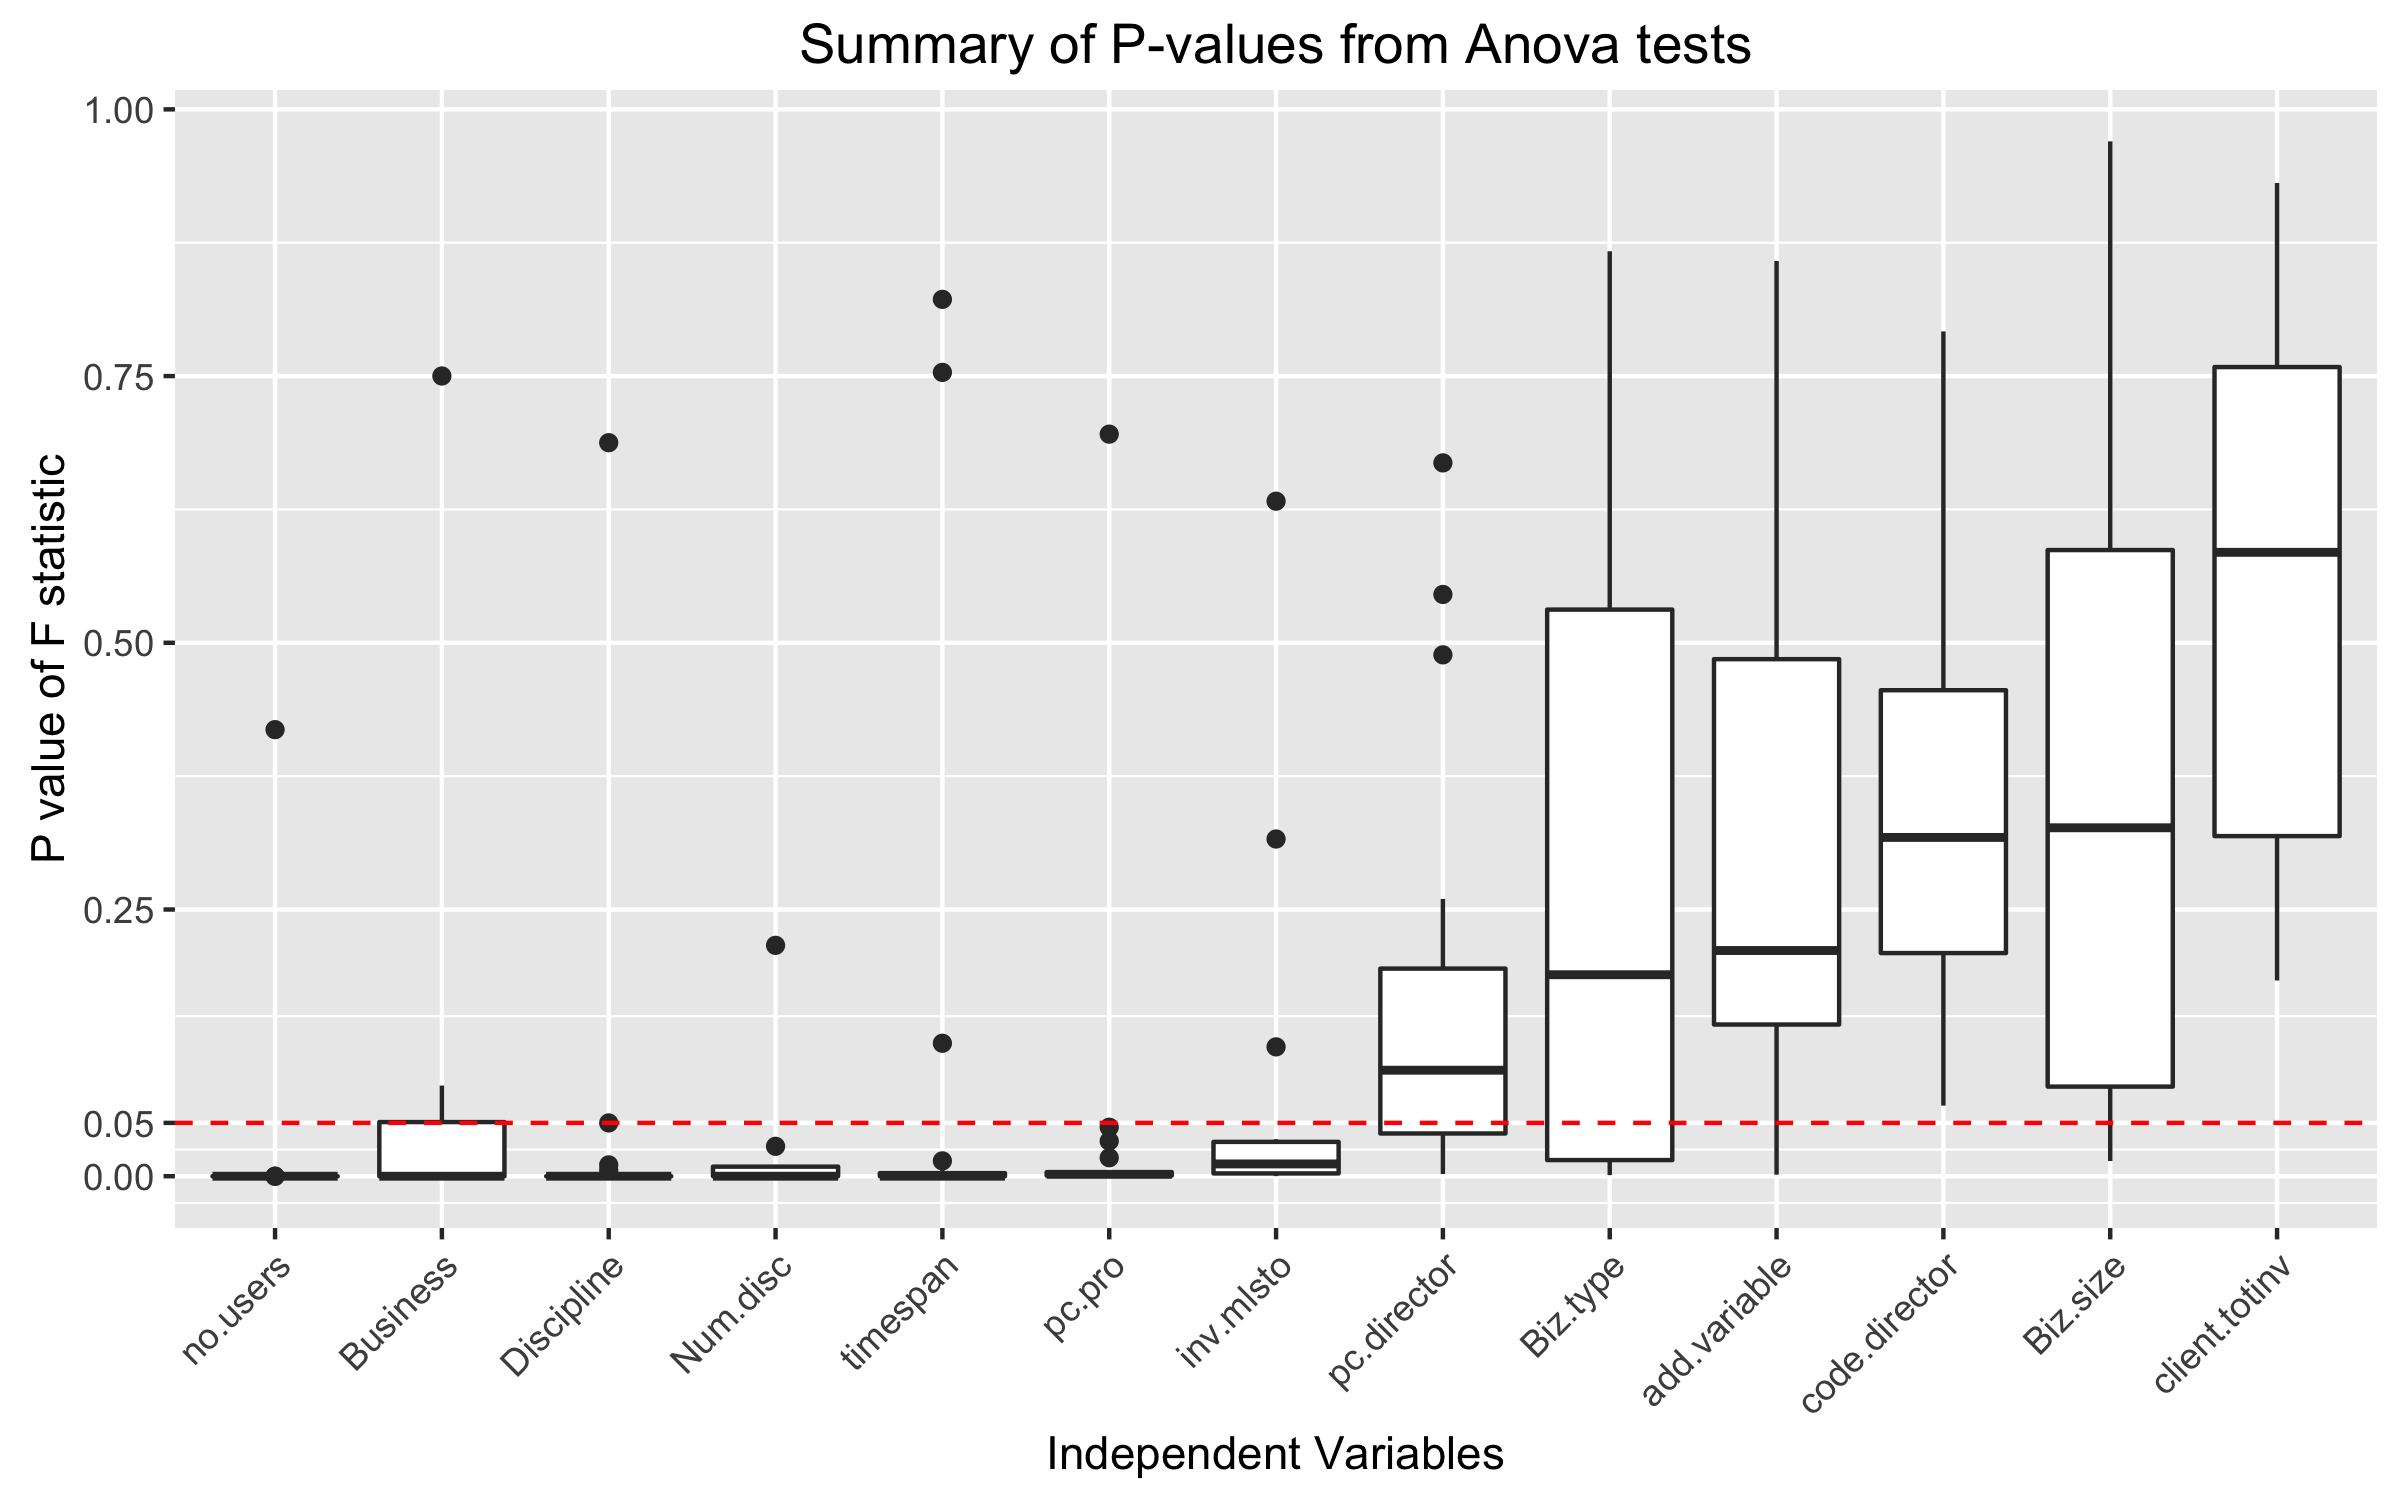 Summary of P-values from Anova tests
P value of F statistic
1.00
0.75
0.50
0.25
0.05
0.00
no.users
Business
Discipline
Num.disc
timespan
pc.pro
inv.mlsto
pc.director
Biz.type
add.variable
code.director
Biz.size
client.totinv
Independent Variables